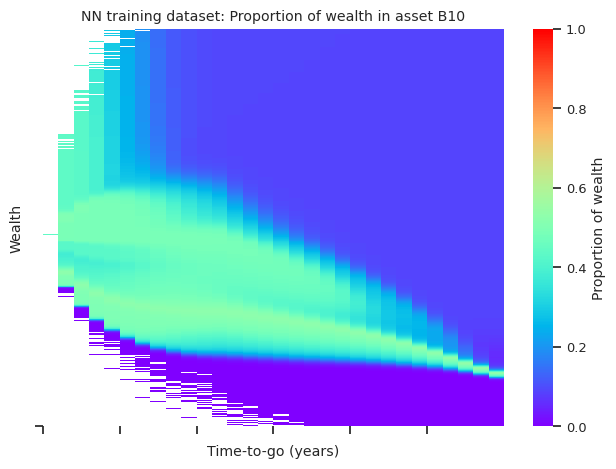 NN training dataset: Proportion of wealth in asset B10
Wealth
Time-to-go (years)
1.0
0.8
0.6
0.4
0.2
0.0
Proportion of wealth